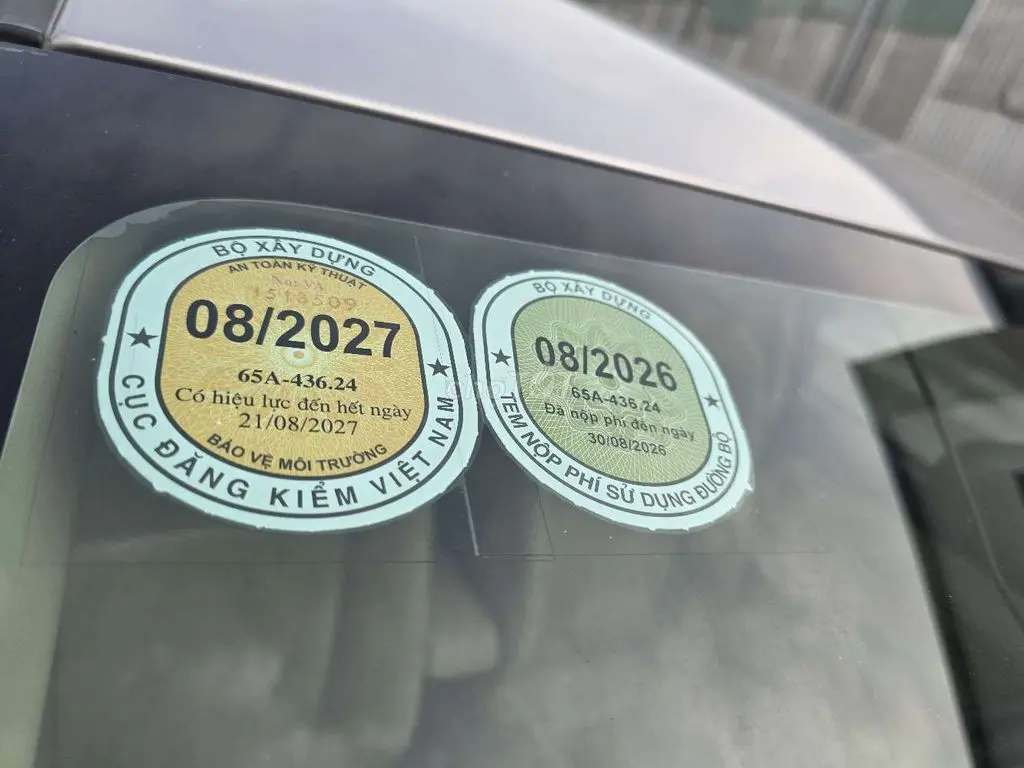 BỘ XÂY DỰNG
AN TOÀN KỸ THUẬT
1516509
08/2027
65A-436.24
Có hiệu lực đến hết ngày
21/08/2027
BẢO VỆ MÔI TRƯỜNG
CỤC ĐĂNG KIỂM VIỆT NAM
BỘ XÂY DỰNG
08/2026
65A-436.24
Đã nộp phí đến ngày
30/08/2026
TEM NỘP PHÍ SỬ DỤNG ĐƯỜNG BỘ